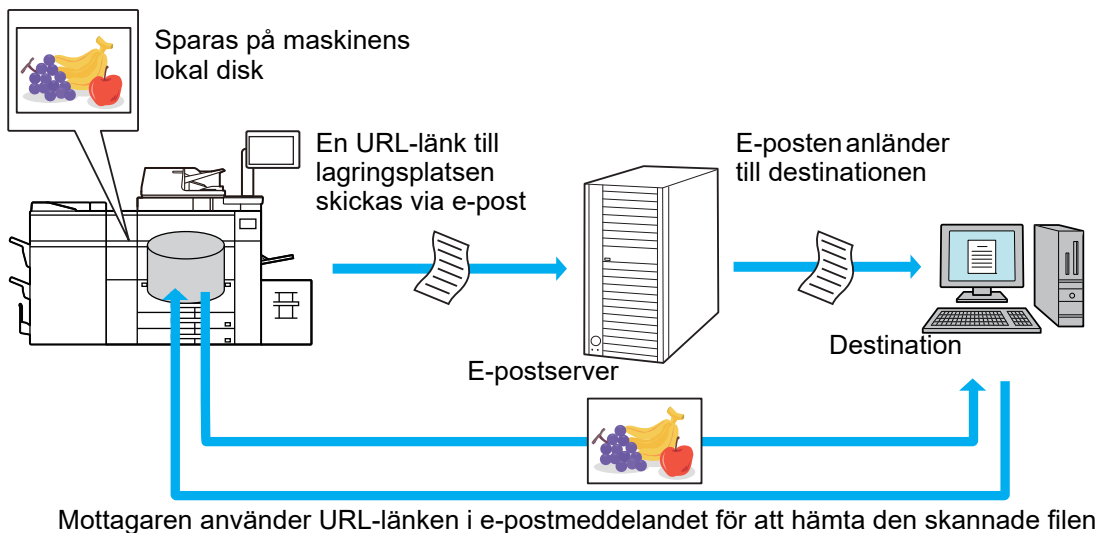 Sparas på maskinens
lokal disk
En URL-länk till
lagringsplatsen
skickas via e-post
E-posten anländer
till destinationen
E-postserver
Destination
Mottagaren använder URL-länken i e-postmeddelandet för att hämta den skannade filen